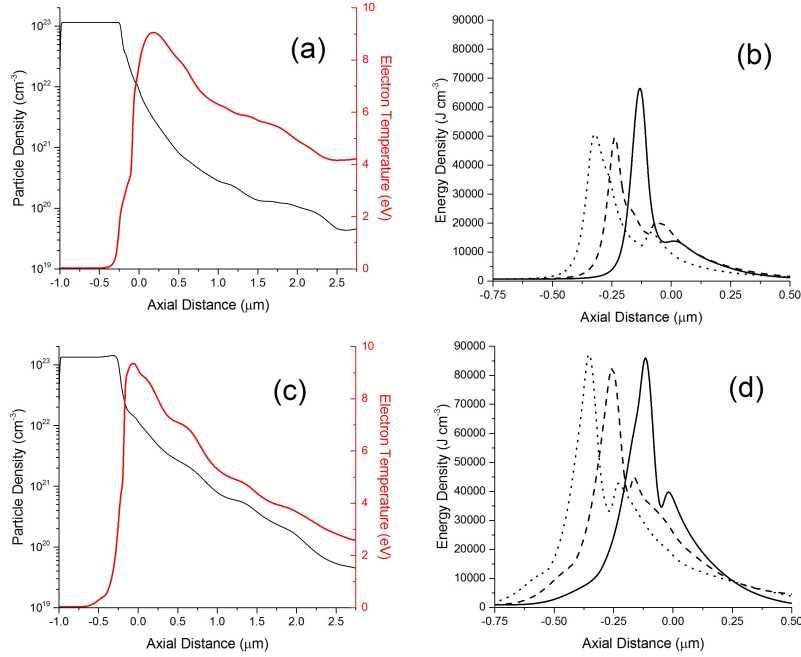 (a)
Particle Density (cm⁻³)
10²³
10²²
10²¹
10²⁰
10¹⁹
-1.0 -0.5 0.0 0.5 1.0 1.5 2.0 2.5
Axial Distance (μm)
10
8
6
4
2
0
Electron Temperature (eV)
(b)
Energy Density (J cm⁻³)
90000
80000
70000
60000
50000
40000
30000
20000
10000
0
-0.75 -0.50 -0.25 0.00 0.25 0.50
Axial Distance (μm)
(c)
Particle Density (cm⁻³)
10²³
10²²
10²¹
10²⁰
10¹⁹
-1.0 -0.5 0.0 0.5 1.0 1.5 2.0 2.5
Axial Distance (μm)
10
8
6
4
2
0
Electron Temperature (eV)
(d)
Energy Density (J cm⁻³)
90000
80000
70000
60000
50000
40000
30000
20000
10000
0
-0.75 -0.50 -0.25 0.00 0.25 0.50
Axial Distance (μm)